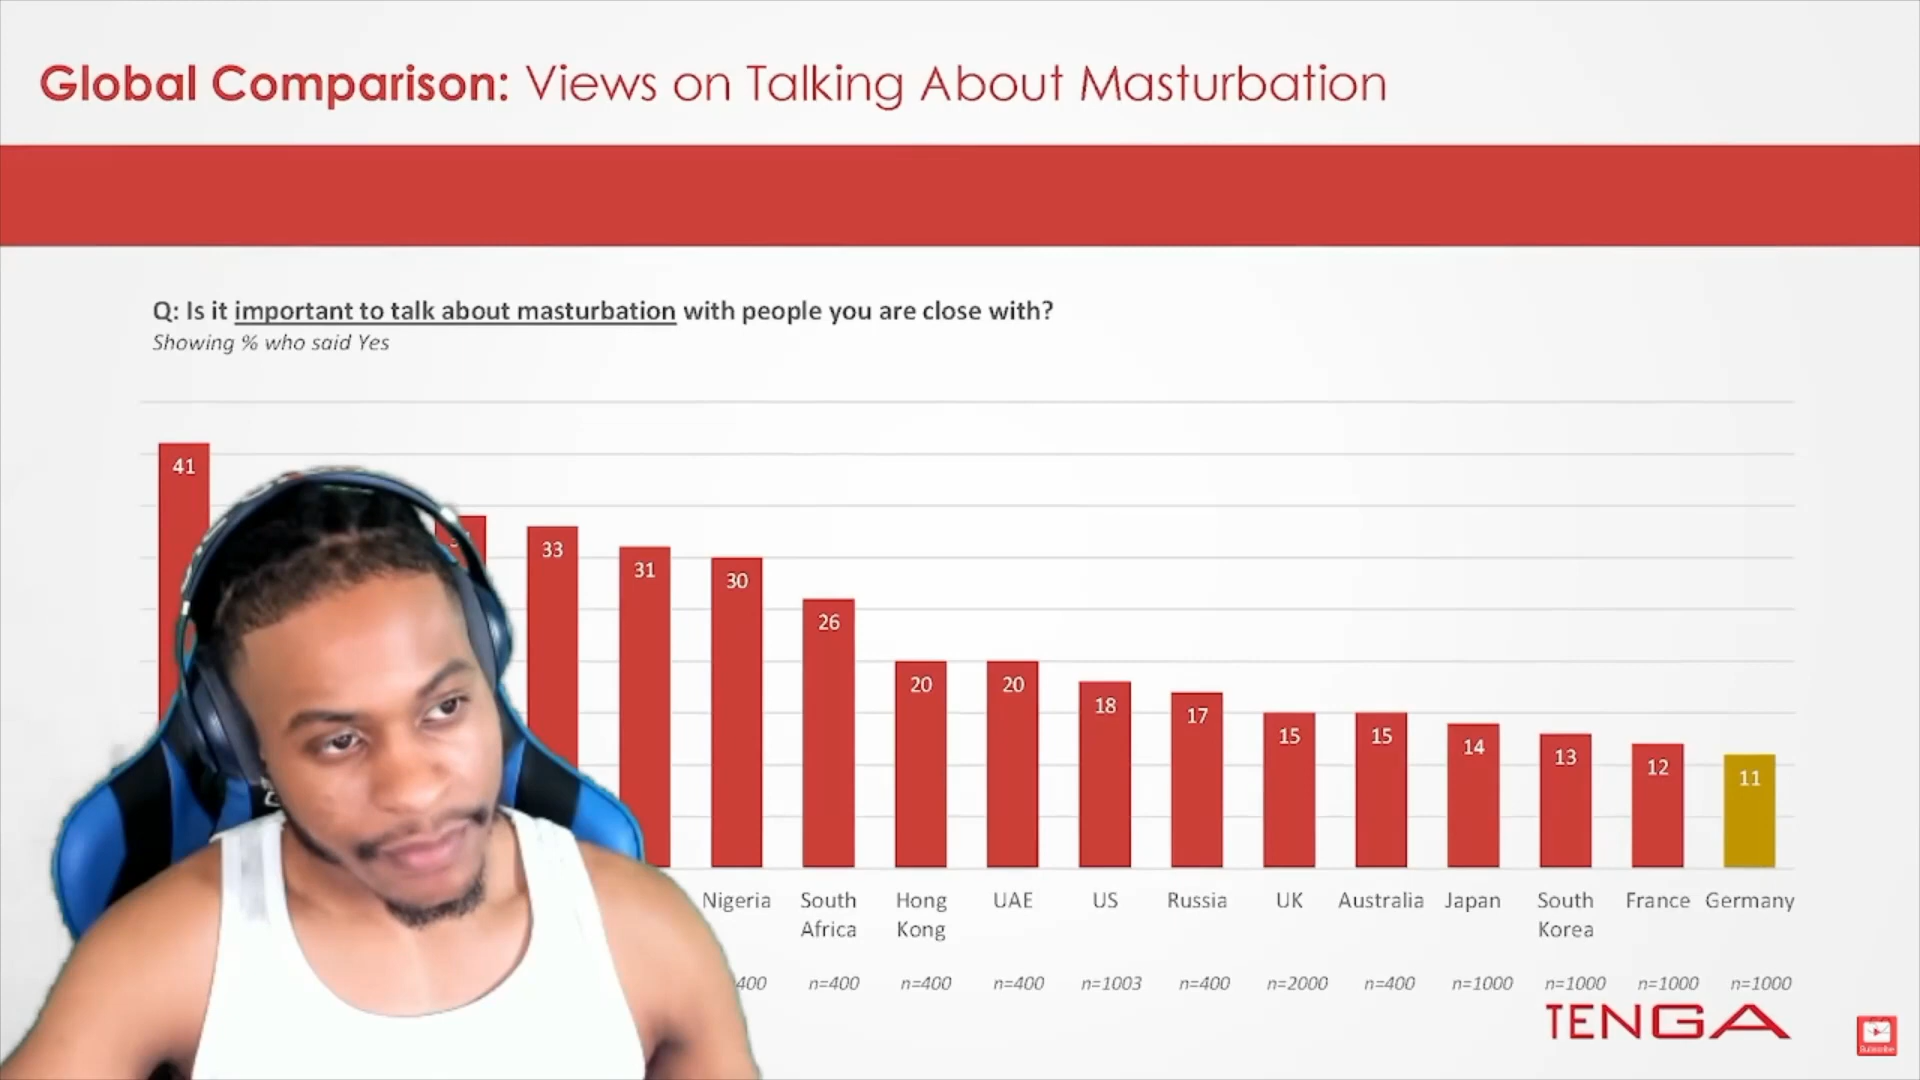 Global Comparison: Views on Talking About Masturbation
Q: Is it important to talk about masturbation with people you are close with?
Showing % who said Yes
41
33
31
30
26
20
20
18
17
15
15
14
13
12
11
Nigeria
South Africa
Hong Kong
UAE
US
Russia
UK
Australia
Japan
South Korea
France
Germany
400
n=400
n=400
n=400
n=1003
n=400
n=2000
n=400
n=1000
n=1000
n=1000
n=1000
TENGA
Subscribe